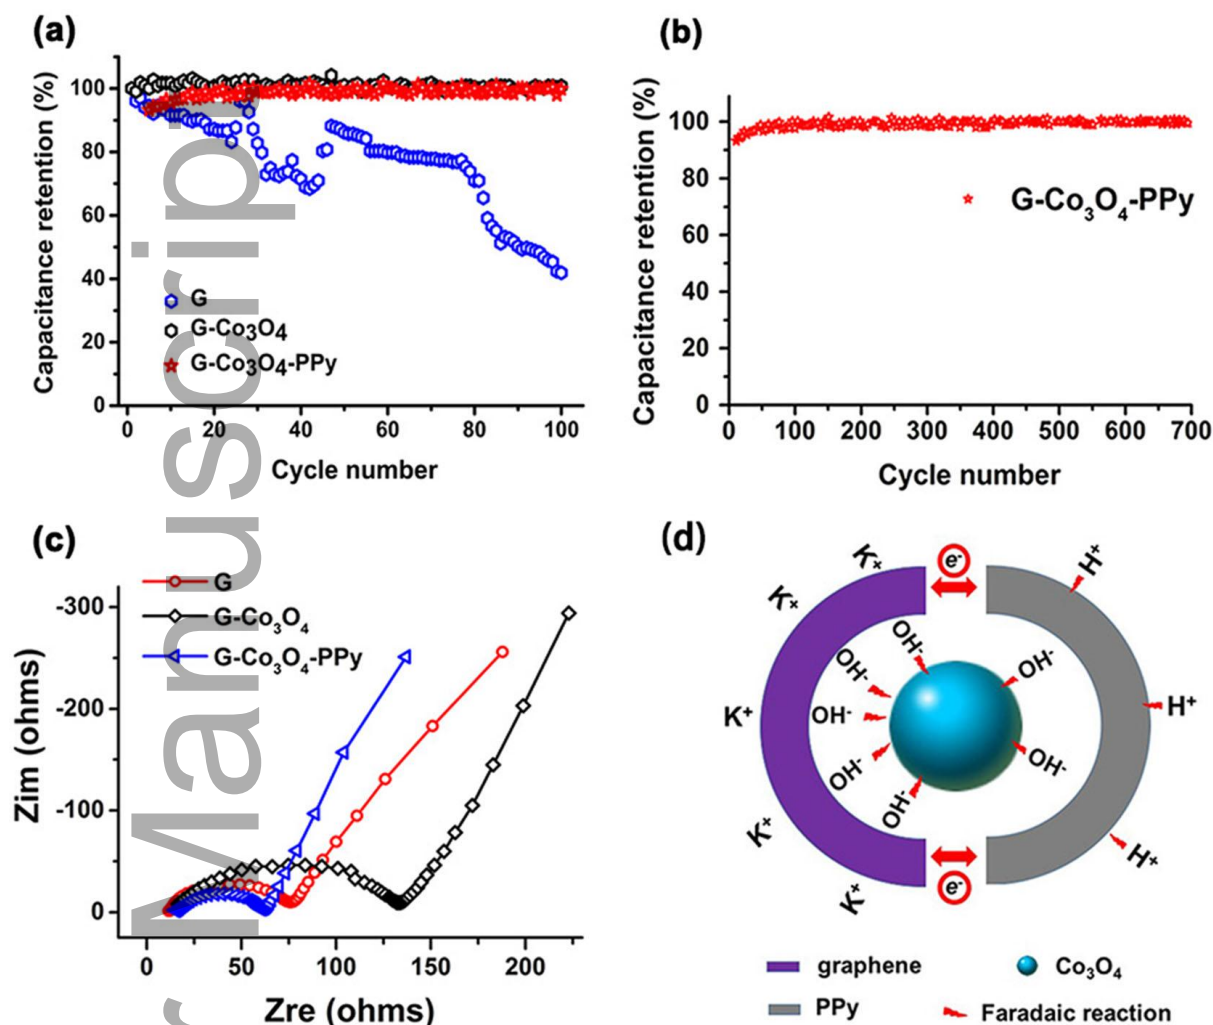 (a)
Capacitance retention (%)
100
80
60
40
20
0
G
G-Co₃O₄
G-Co₃O₄-PPy
0 20 40 60 80 100
Cycle number
(b)
Capacitance retention (%)
100
80
60
40
20
0
G-Co₃O₄-PPy
0 100 200 300 400 500 600 700
Cycle number
(c)
G
G-Co₃O₄
G-Co₃O₄-PPy
Zim (ohms)
-300
-200
-100
0
0 50 100 150 200
Zre (ohms)
(d)
K⁺
K⁺
K⁺
K⁺
K⁺
e⁻
e⁻
OH⁻
OH⁻
OH⁻
OH⁻
OH⁻
OH⁻
OH⁻
H⁺
H⁺
H⁺
graphene
Co₃O₄
PPy
Faradaic reaction
Manuscript